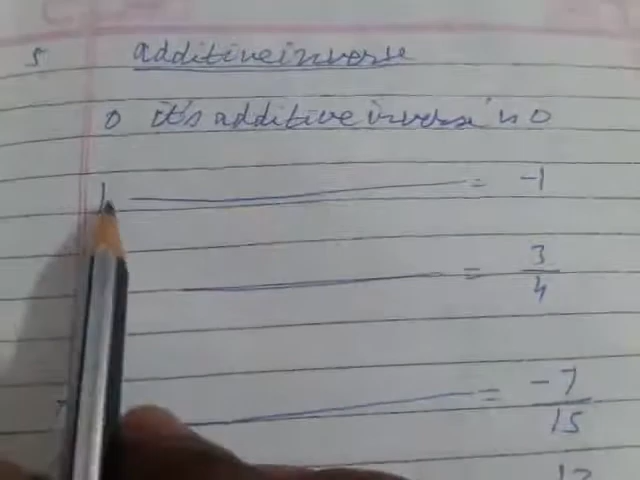 5 additive inverse
0 it's additive inverse is 0
1 = -1
= 3/4
= -7/15